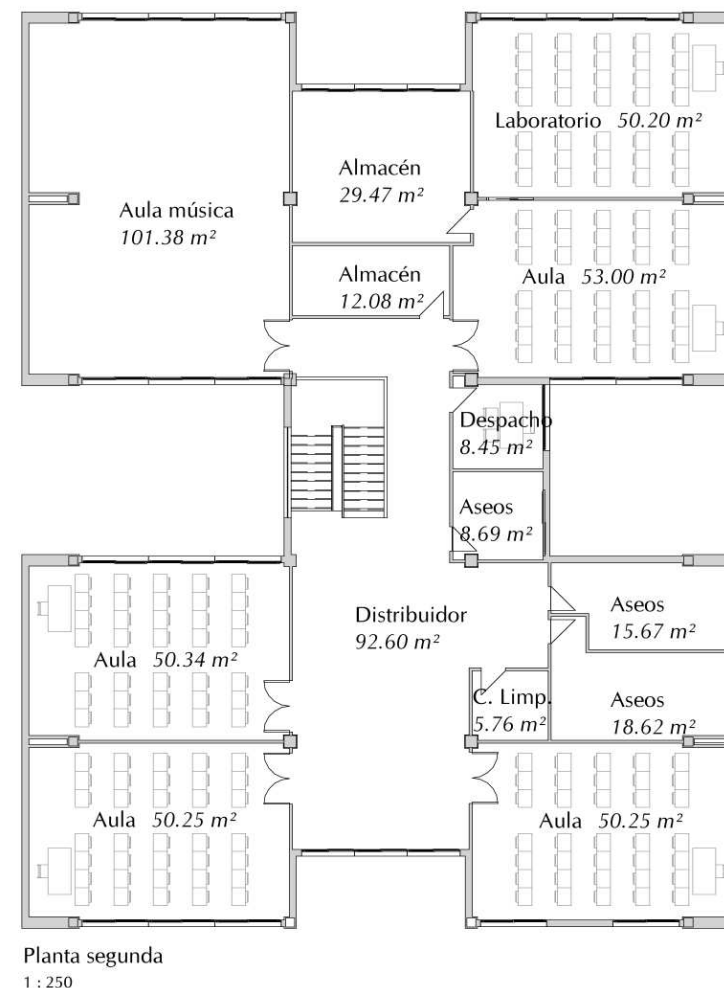 Laboratorio 50.20 m²
Almacén
29.47 m²
Aula música
101.38 m²
Almacén
12.08 m²
Aula 53.00 m²
Despacho
8.45 m²
Aseos
8.69 m²
Distribuidor
92.60 m²
Aseos
15.67 m²
Aula 50.34 m²
C. Limp.
5.76 m²
Aseos
18.62 m²
Aula 50.25 m²
Aula 50.25 m²
Planta segunda
1 : 250